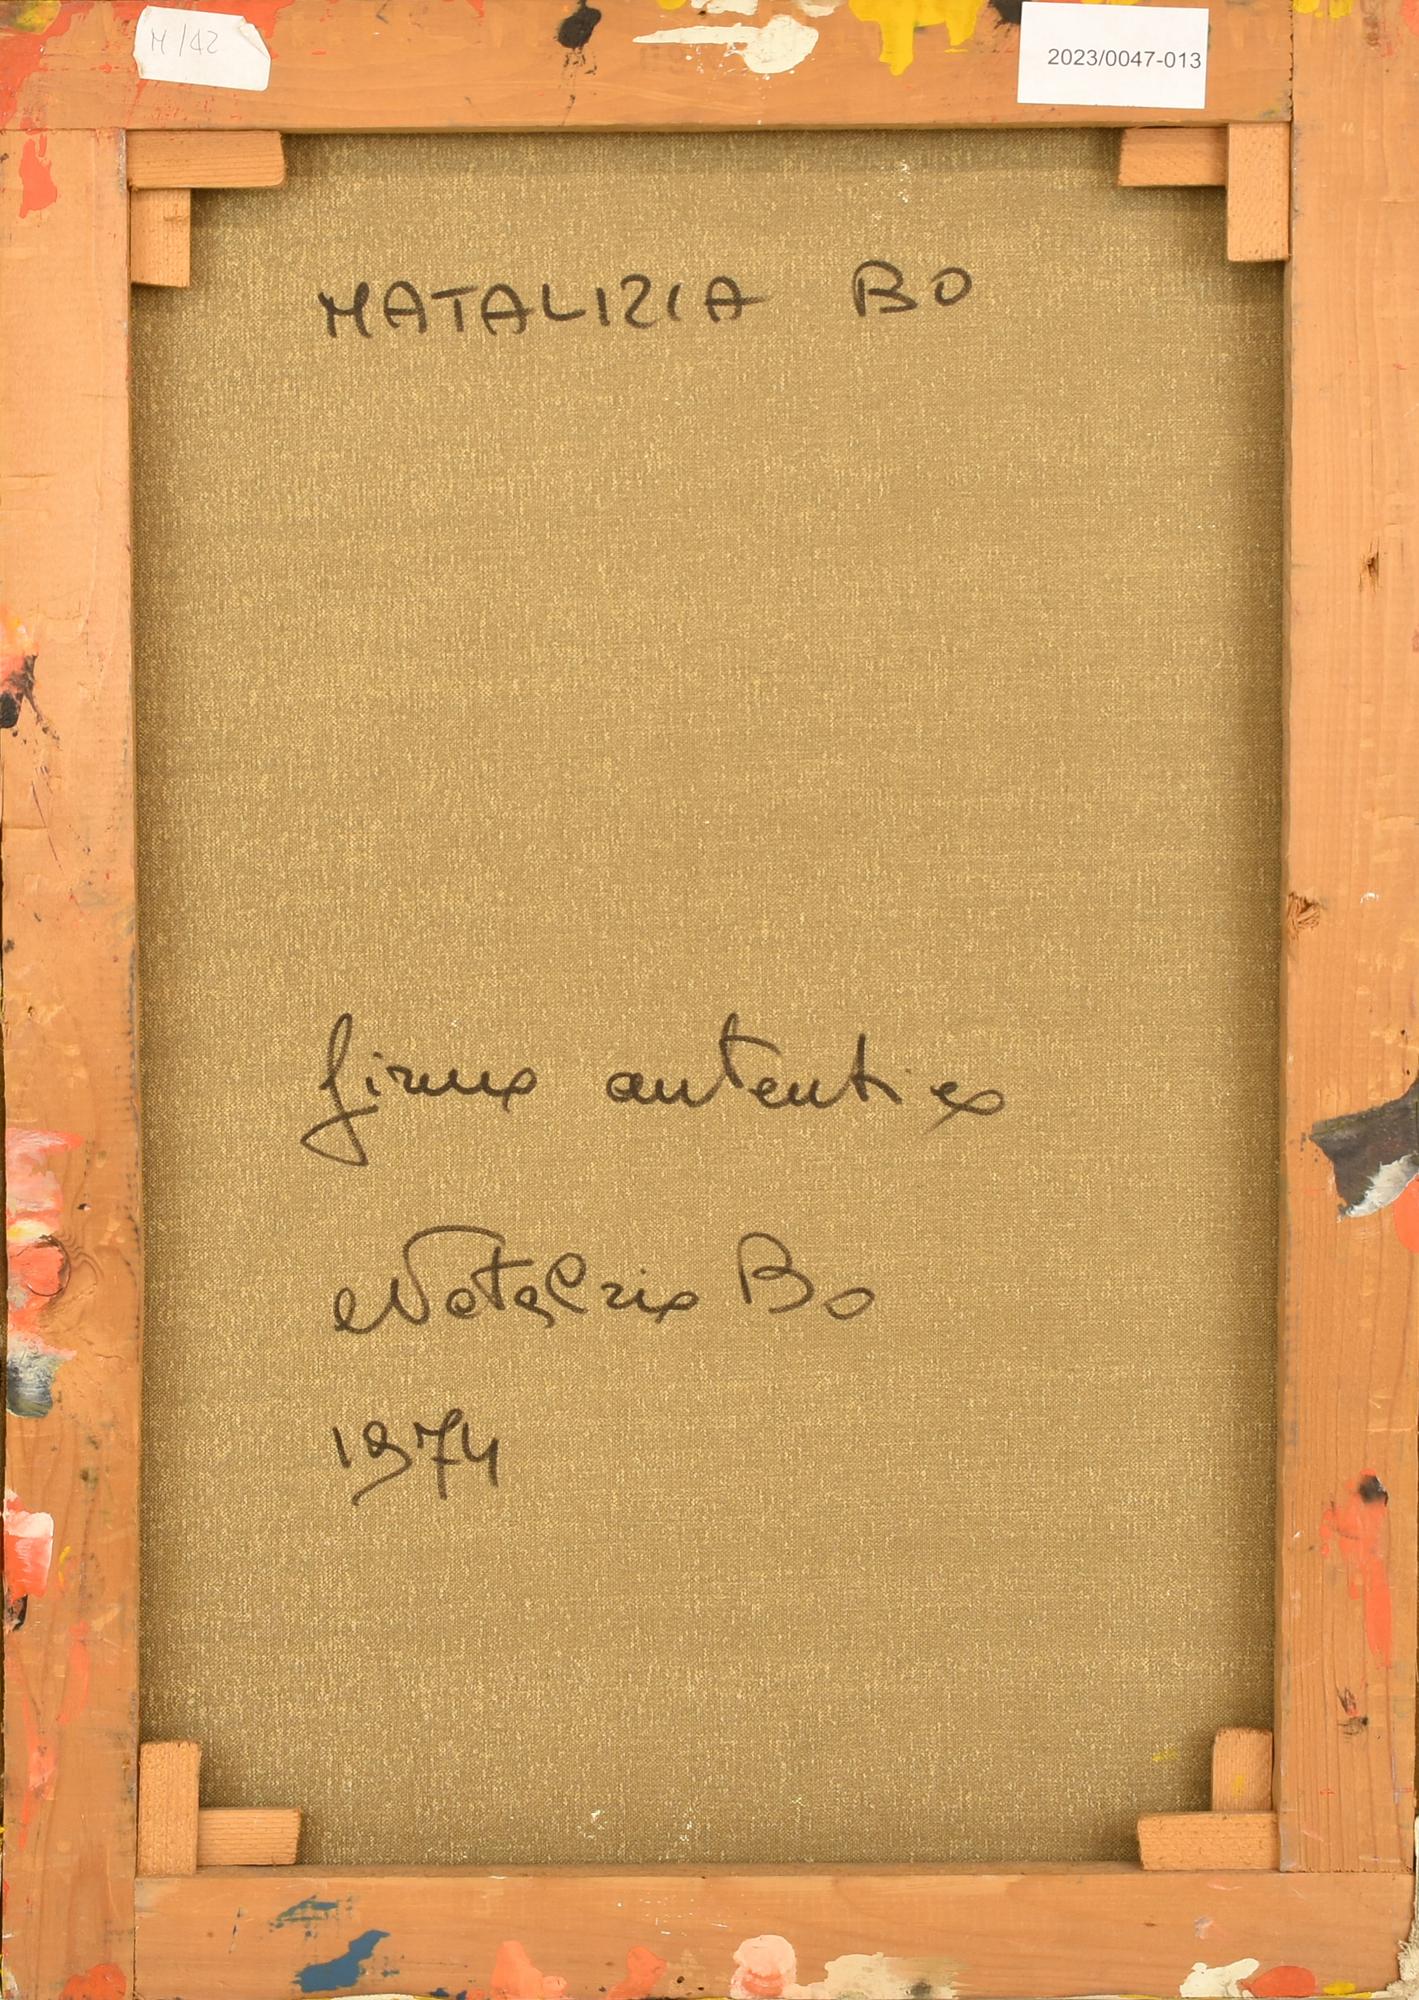 M/42
2023/0047-013
NATALIZIA BO
firma autentica
Natalizia Bo
1974